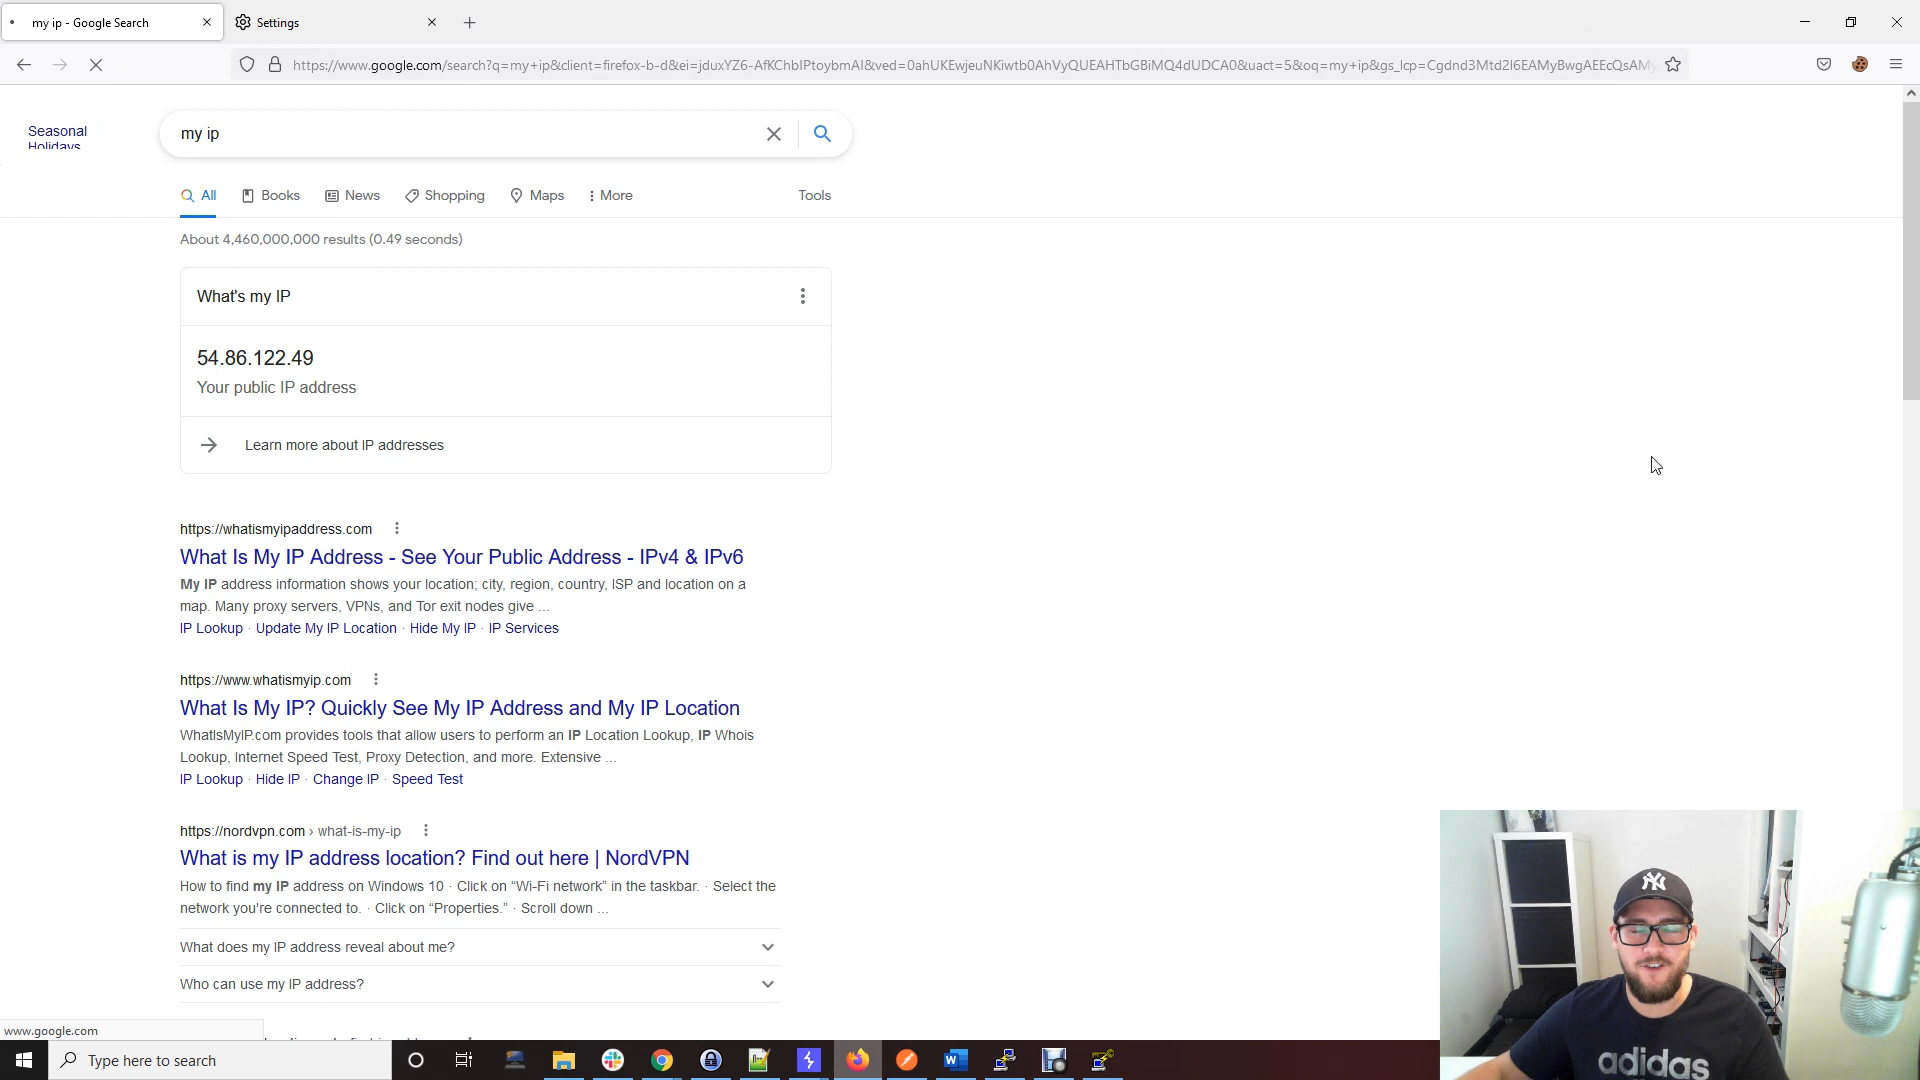 my ip - Google Search
Settings
https://www.google.com/search?q=my+ip&client=firefox-b-d&ei=jduxYZ6-AfKChbIPtoybmAI&ved=0ahUKEwjeuNKiwtb0AhVyQUEAHTbGBiMQ4dUDCA0&uact=5&oq=my+ip&gs_lcp=Cgdnd3Mtd2l6EAMyBwgAEEcQsAMy
Seasonal
Holidays
my ip
All Books News Shopping Maps More Tools
About 4,460,000,000 results (0.49 seconds)
What's my IP
54.86.122.49
Your public IP address
Learn more about IP addresses
https://whatismyipaddress.com
What Is My IP Address - See Your Public Address - IPv4 & IPv6
My IP address information shows your location; city, region, country, ISP and location on a
map. Many proxy servers, VPNs, and Tor exit nodes give ...
IP Lookup · Update My IP Location · Hide My IP · IP Services
https://www.whatismyip.com
What Is My IP? Quickly See My IP Address and My IP Location
WhatIsMyIP.com provides tools that allow users to perform an IP Location Lookup, IP Whois
Lookup, Internet Speed Test, Proxy Detection, and more. Extensive ...
IP Lookup · Hide IP · Change IP · Speed Test
https://nordvpn.com › what-is-my-ip
What is my IP address location? Find out here | NordVPN
How to find my IP address on Windows 10 · Click on “Wi-Fi network” in the taskbar. · Select the
network you're connected to. · Click on “Properties.” · Scroll down ...
What does my IP address reveal about me?
Who can use my IP address?
www.google.com
Type here to search
NY
adidas